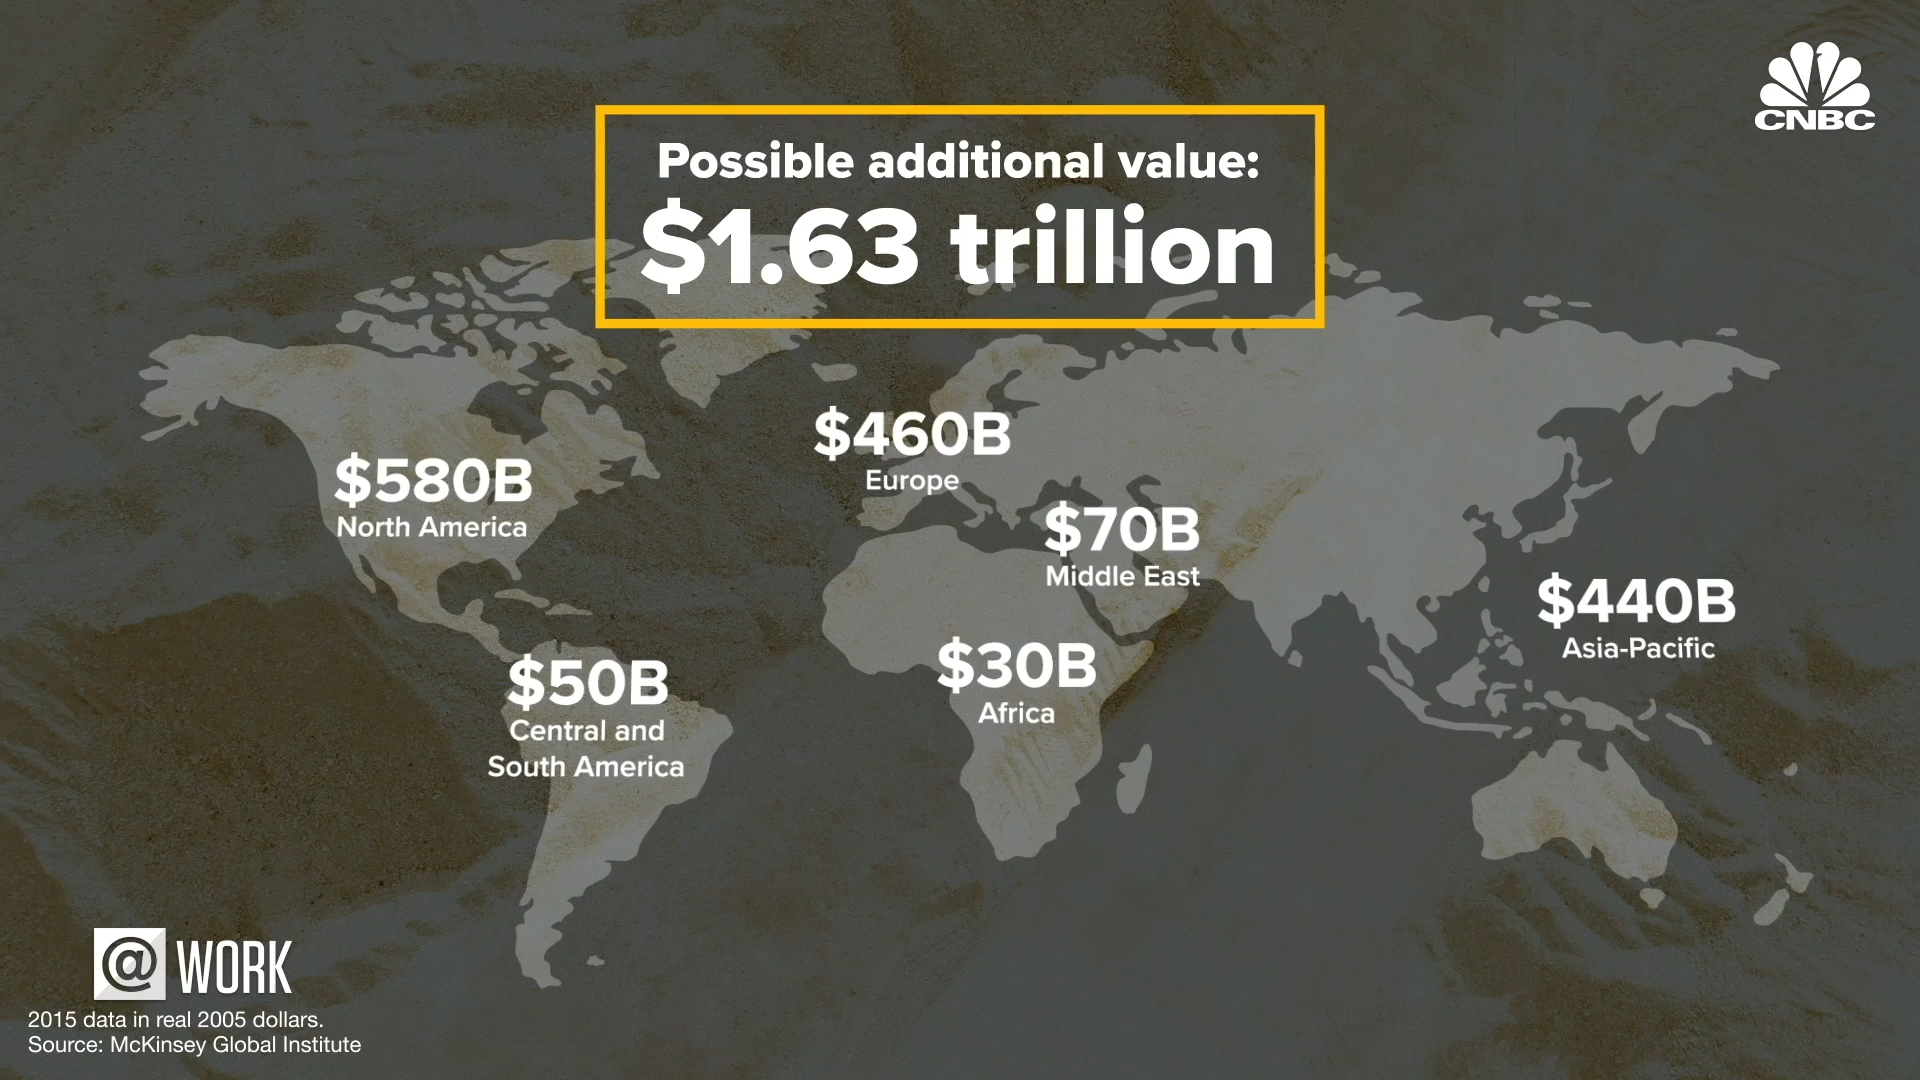 CNBC
Possible additional value:
$1.63 trillion
$460B
Europe
$580B
North America
$70B
Middle East
$440B
Asia-Pacific
$30B
Africa
$50B
Central and
South America
@ WORK
2015 data in real 2005 dollars.
Source: McKinsey Global Institute